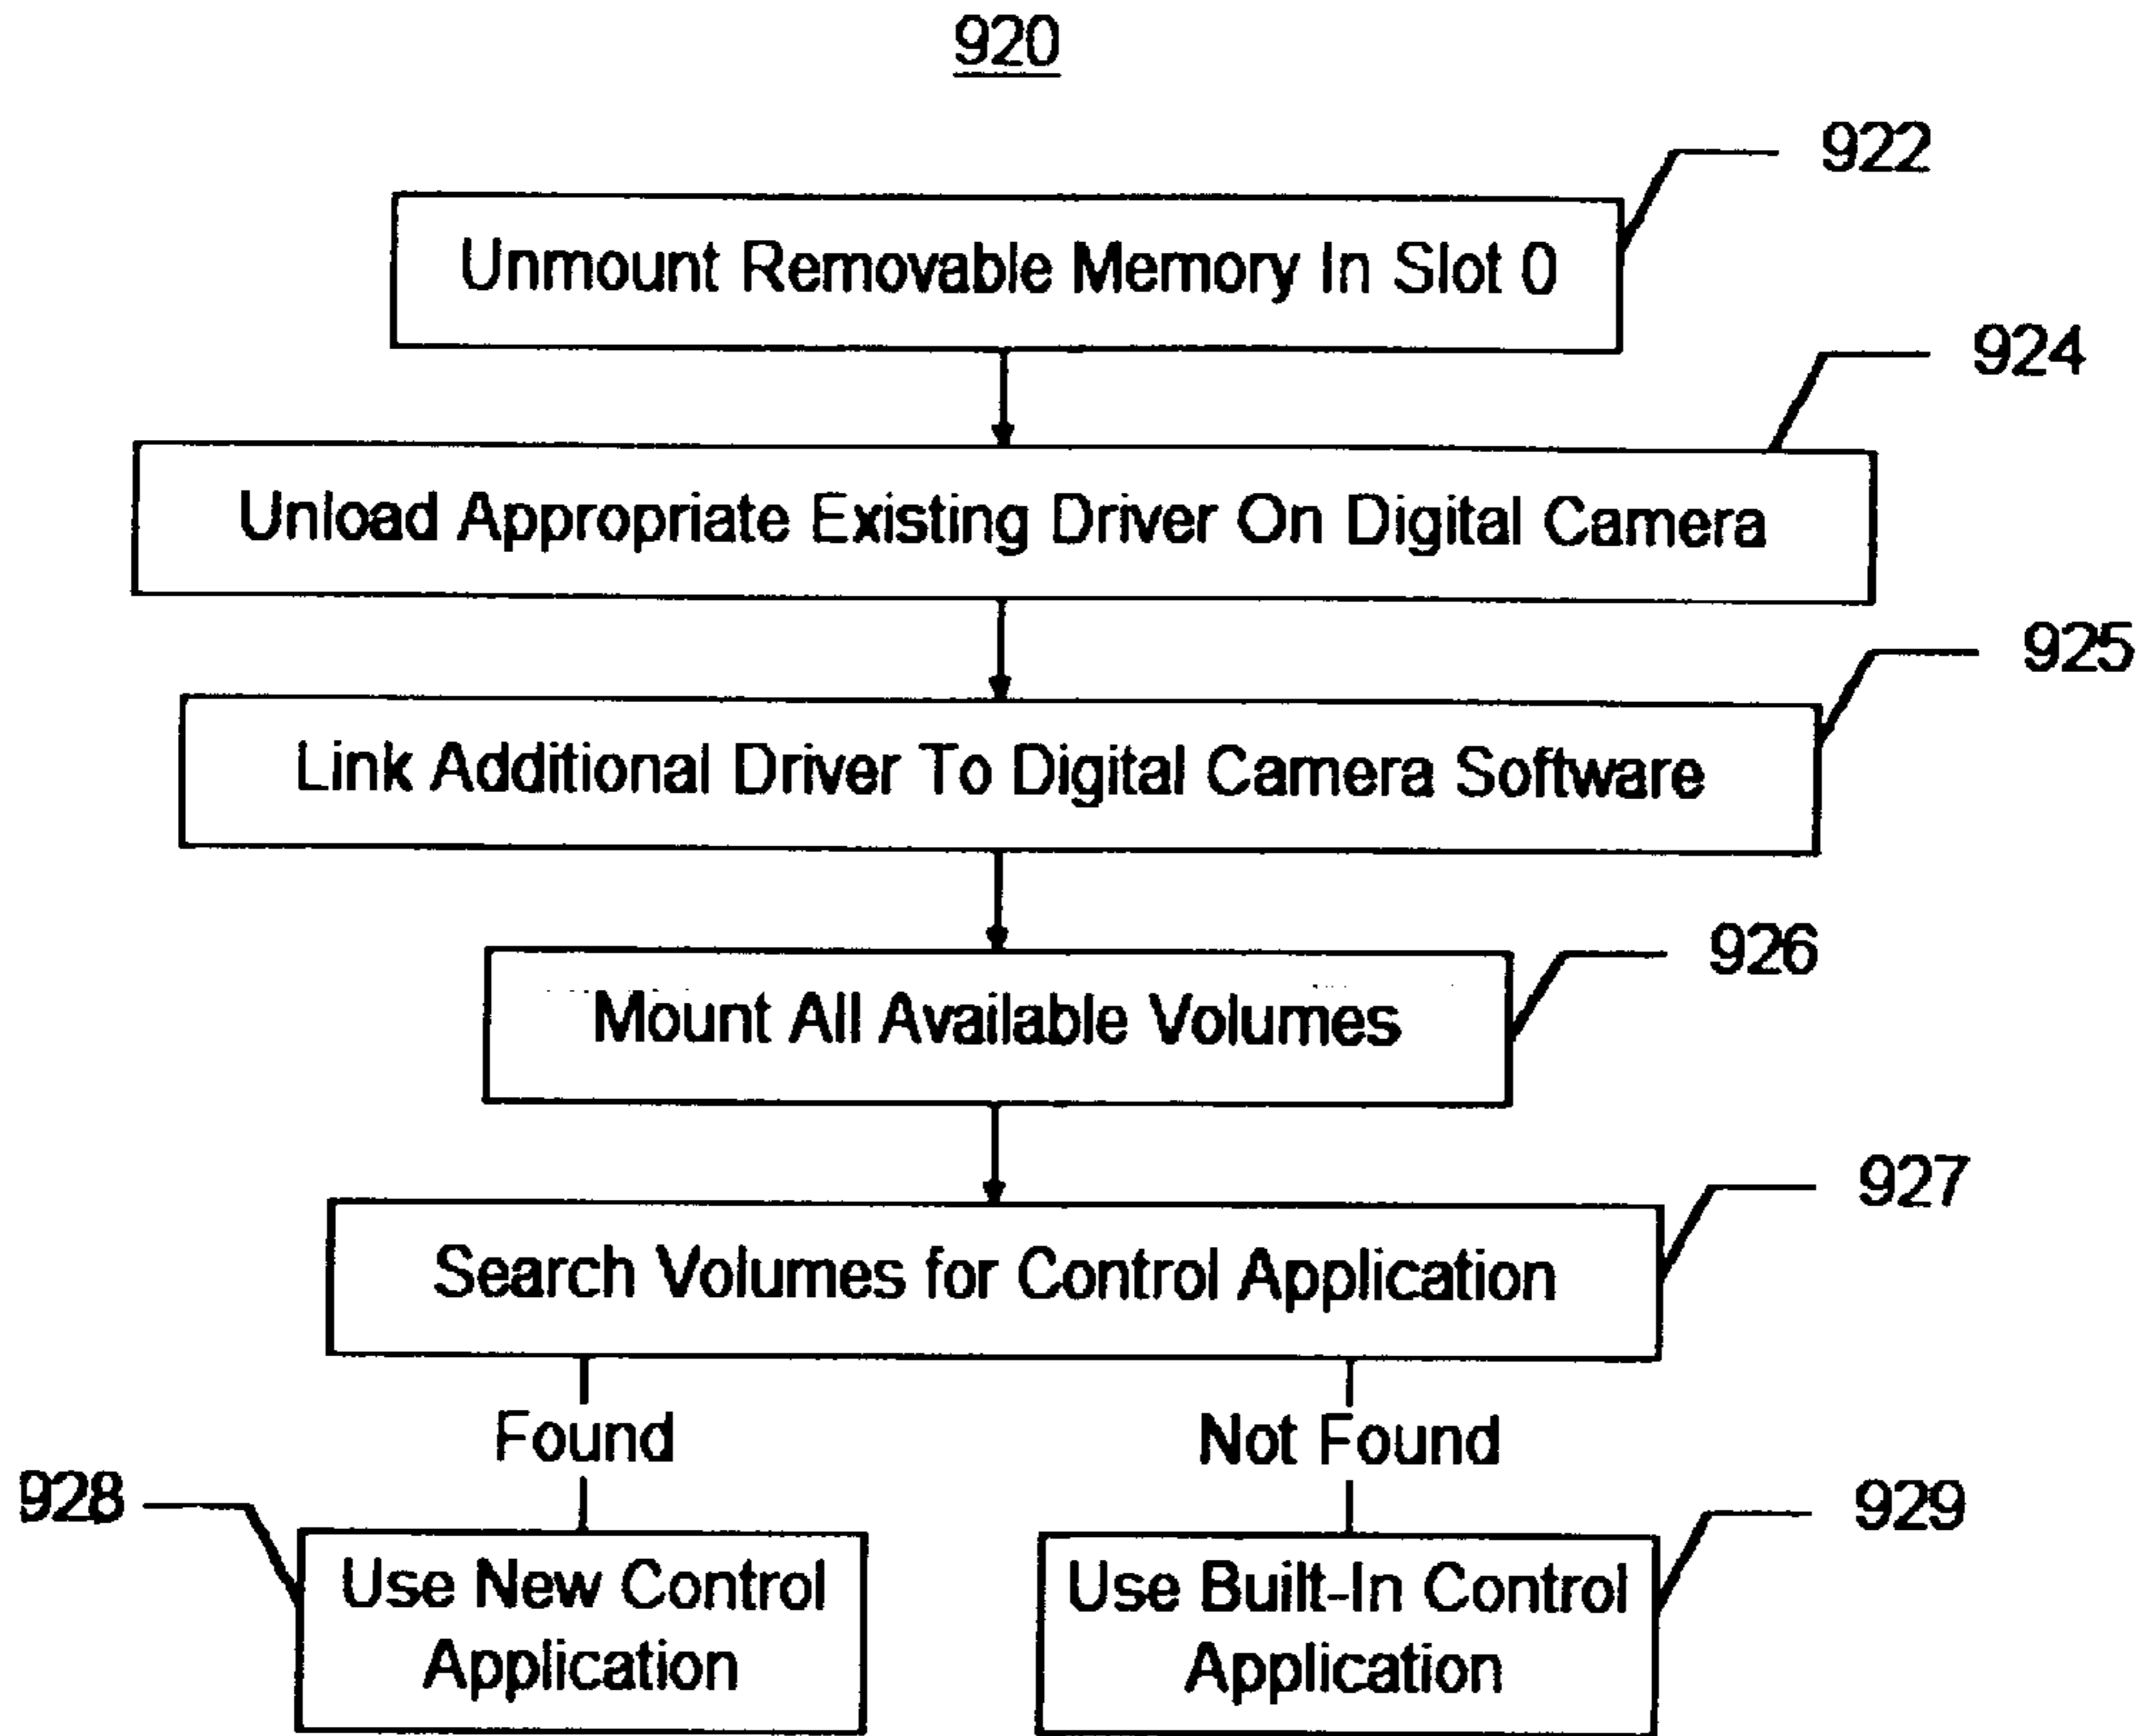 920
922
Unmount Removable Memory In Slot 0
924
Unload Appropriate Existing Driver On Digital Camera
925
Link Additional Driver To Digital Camera Software
926
Mount All Available Volumes
927
Search Volumes for Control Application
Found
Not Found
928
Use New Control
Application
929
Use Built-In Control
Application